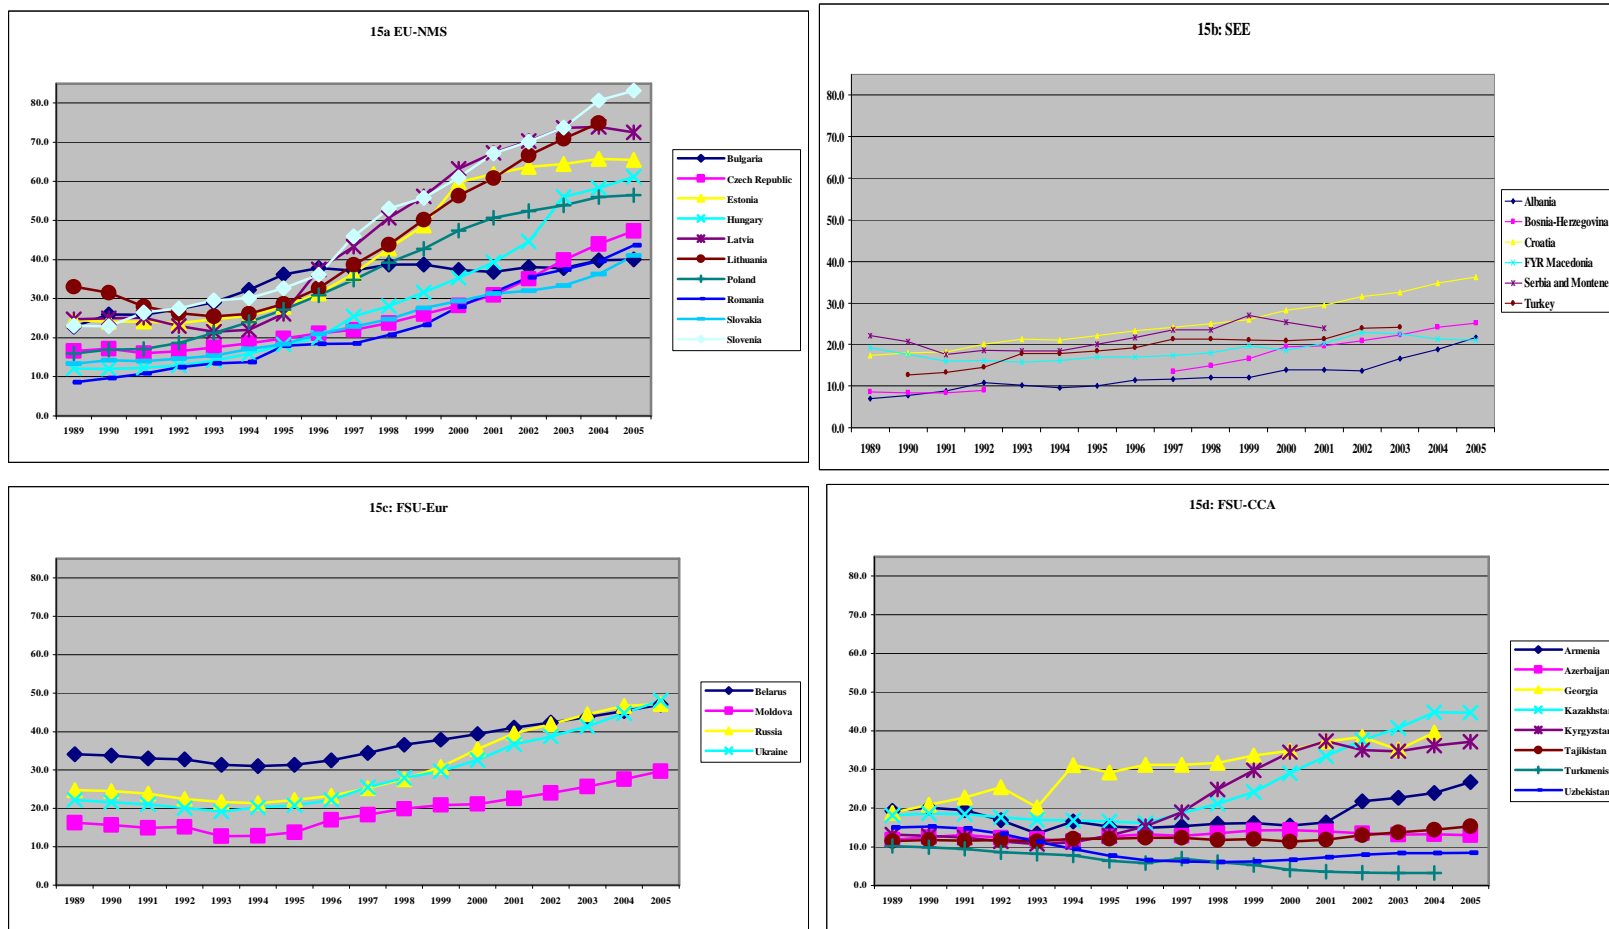 15a EU-NMS
80.0
70.0
60.0
50.0
40.0
30.0
20.0
10.0
0.0
1989 1990 1991 1992 1993 1994 1995 1996 1997 1998 1999 2000 2001 2002 2003 2004 2005
Bulgaria
Czech Republic
Estonia
Hungary
Latvia
Lithuania
Poland
Romania
Slovakia
Slovenia
15b: SEE
80.0
70.0
60.0
50.0
40.0
30.0
20.0
10.0
0.0
1989 1990 1991 1992 1993 1994 1995 1996 1997 1998 1999 2000 2001 2002 2003 2004 2005
Albania
Bosnia-Herzegovina
Croatia
FYR Macedonia
Serbia and Montene
Turkey
15c: FSU-Eur
80.0
70.0
60.0
50.0
40.0
30.0
20.0
10.0
0.0
1989 1990 1991 1992 1993 1994 1995 1996 1997 1998 1999 2000 2001 2002 2003 2004 2005
Belarus
Moldova
Russia
Ukraine
15d: FSU-CCA
80.0
70.0
60.0
50.0
40.0
30.0
20.0
10.0
0.0
1989 1990 1991 1992 1993 1994 1995 1996 1997 1998 1999 2000 2001 2002 2003 2004 2005
Armenia
Azerbaijan
Georgia
Kazakhstan
Kyrgyzstan
Tajikistan
Turkmenis
Uzbekistan